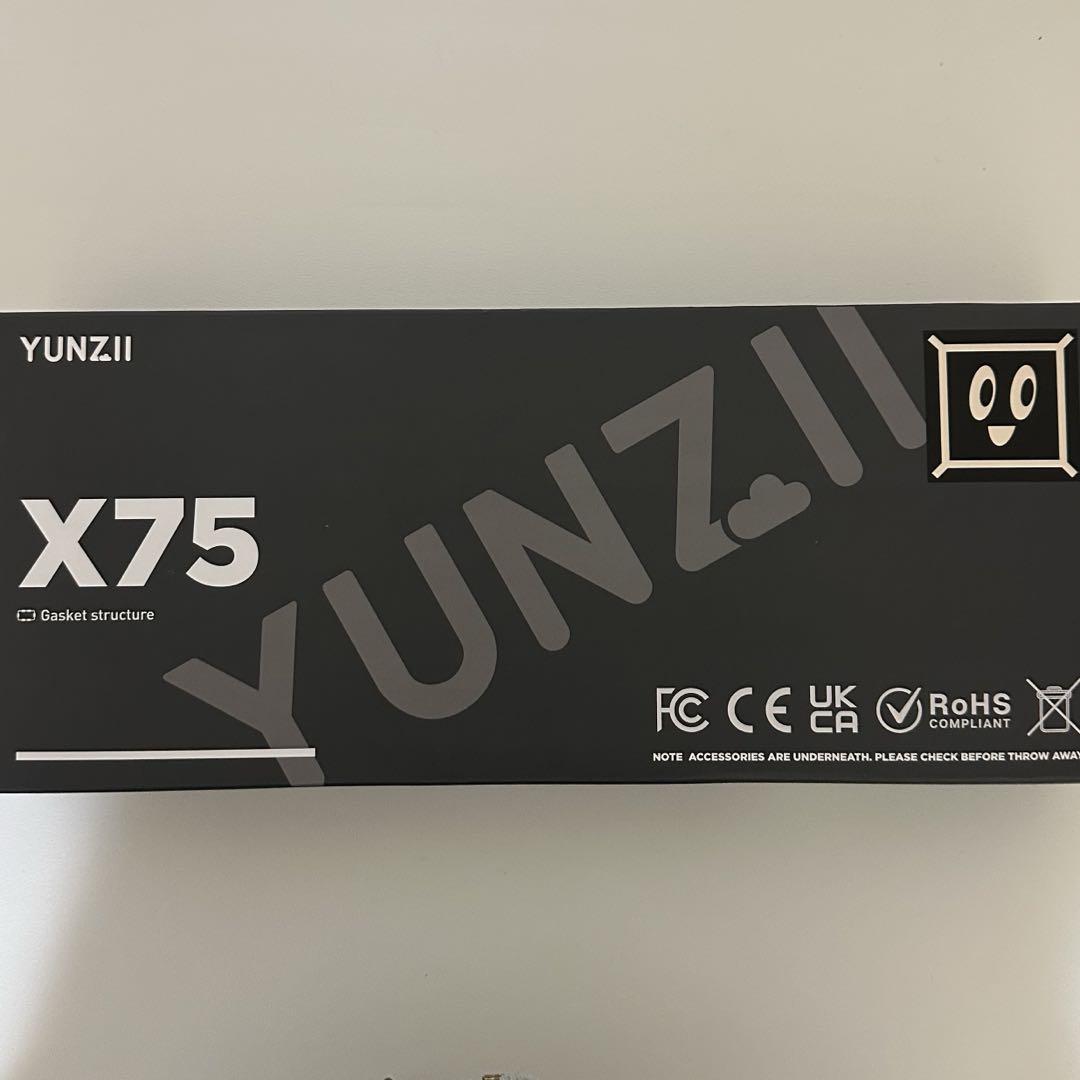 YUNZII
YUNZII
X75
Gasket structure
FC CE UK CA RoHS COMPLIANT
NOTE ACCESSORIES ARE UNDERNEATH. PLEASE CHECK BEFORE THROW AWAY